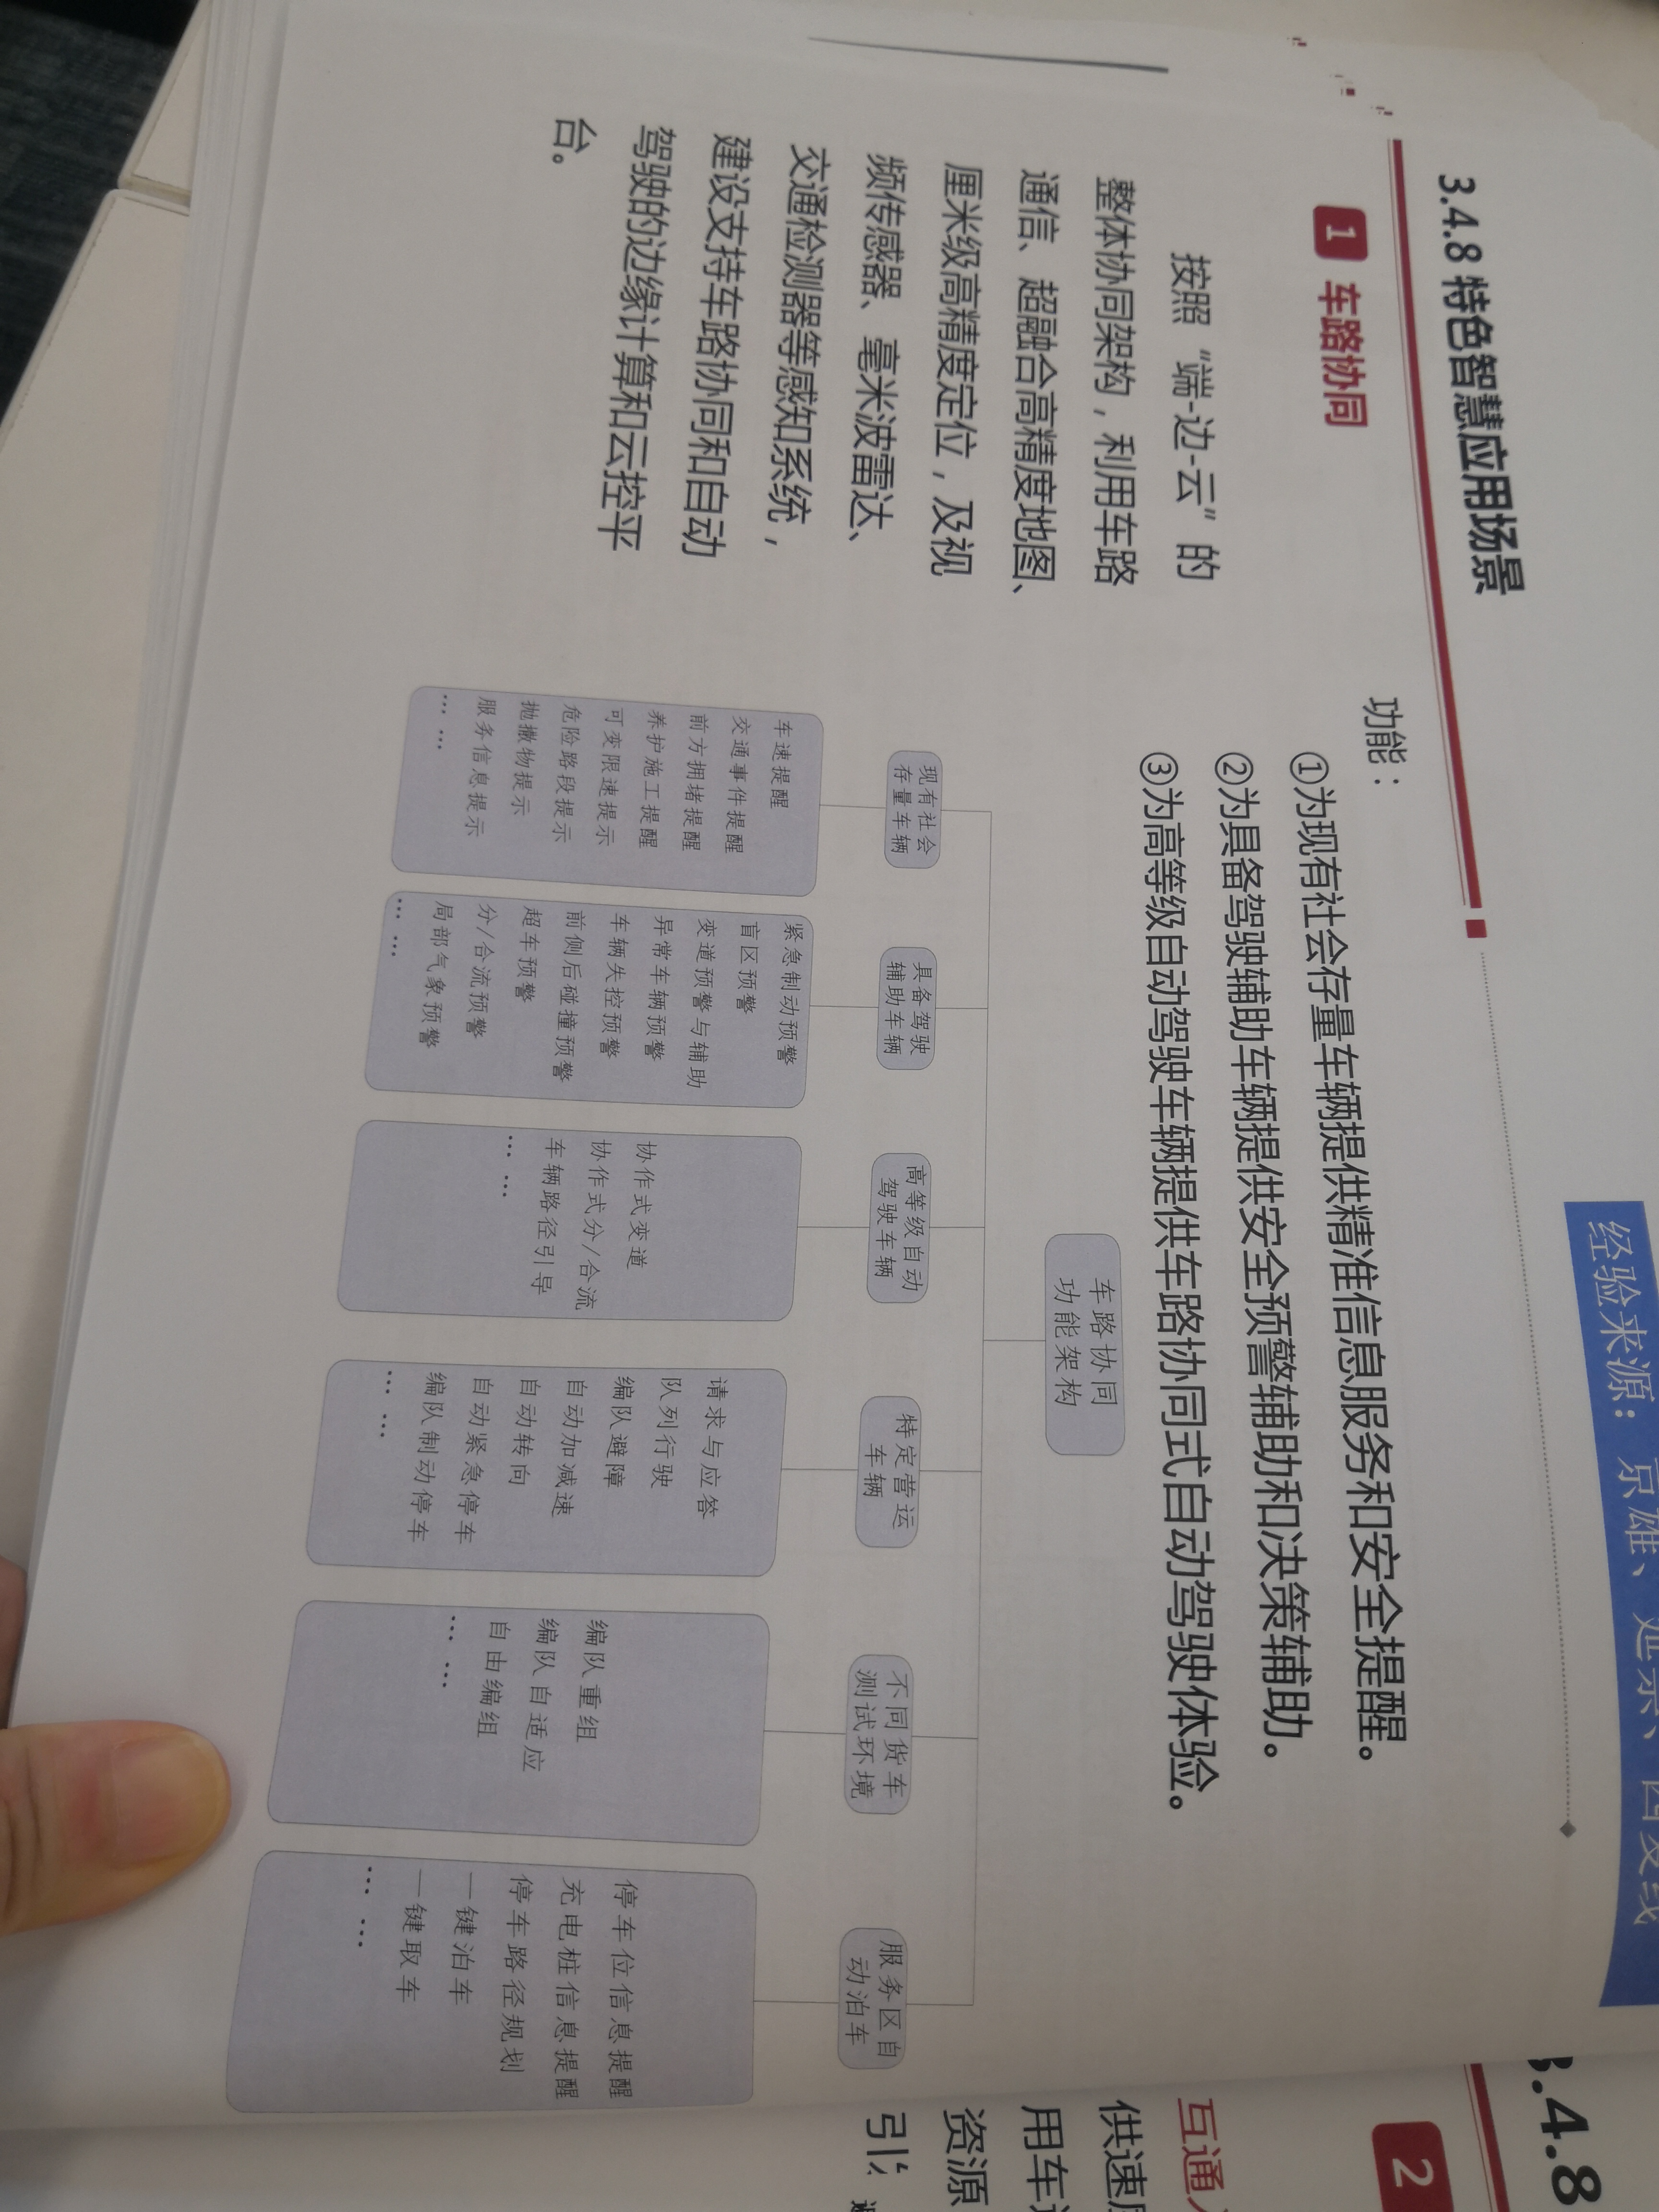 经验来源：京雄、延崇、西复线
3.4.8 特色智慧应用场景
1 车路协同
按照“端-边-云”的
整体协同架构，利用车路
通信、超融合高精度地图、
厘米级高精度定位，及视
频传感器、毫米波雷达、
交通检测器等感知系统，
建设支持车路协同和自动
驾驶的边缘计算和云控平
台。
功能：
①为现有社会存量车辆提供精准信息服务和安全提醒。
②为具备驾驶辅助车辆提供安全预警辅助和决策辅助。
③为高等级自动驾驶车辆提供车路协同式自动驾驶体验。
车路协同
功能架构
现有社会
存量车辆
车速提醒
交通事件提醒
前方拥堵提醒
养护施工提醒
可变限速提示
危险路段提示
抛撒物提示
服务信息提示
… …
具备驾驶
辅助车辆
紧急制动预警
盲区预警
变道预警与辅助
异常车辆预警
车辆失控预警
前侧后碰撞预警
超车预警
分/合流预警
局部气象预警
… …
高等级自动
驾驶车辆
协作式变道
协作式分/合流
车辆路径引导
… …
特定营运
车辆
请求与应答
队列行驶
编队避障
自动加减速
自动转向
自动紧急停车
编队制动停车
… …
不同货车
测试环境
编队重组
编队自适应
自由编组
… …
服务区自
动泊车
停车位信息提醒
充电桩信息提醒
停车路径规划
一键泊车
一键取车
… …
3.4.8
2
互通
供速
用车
资源
引